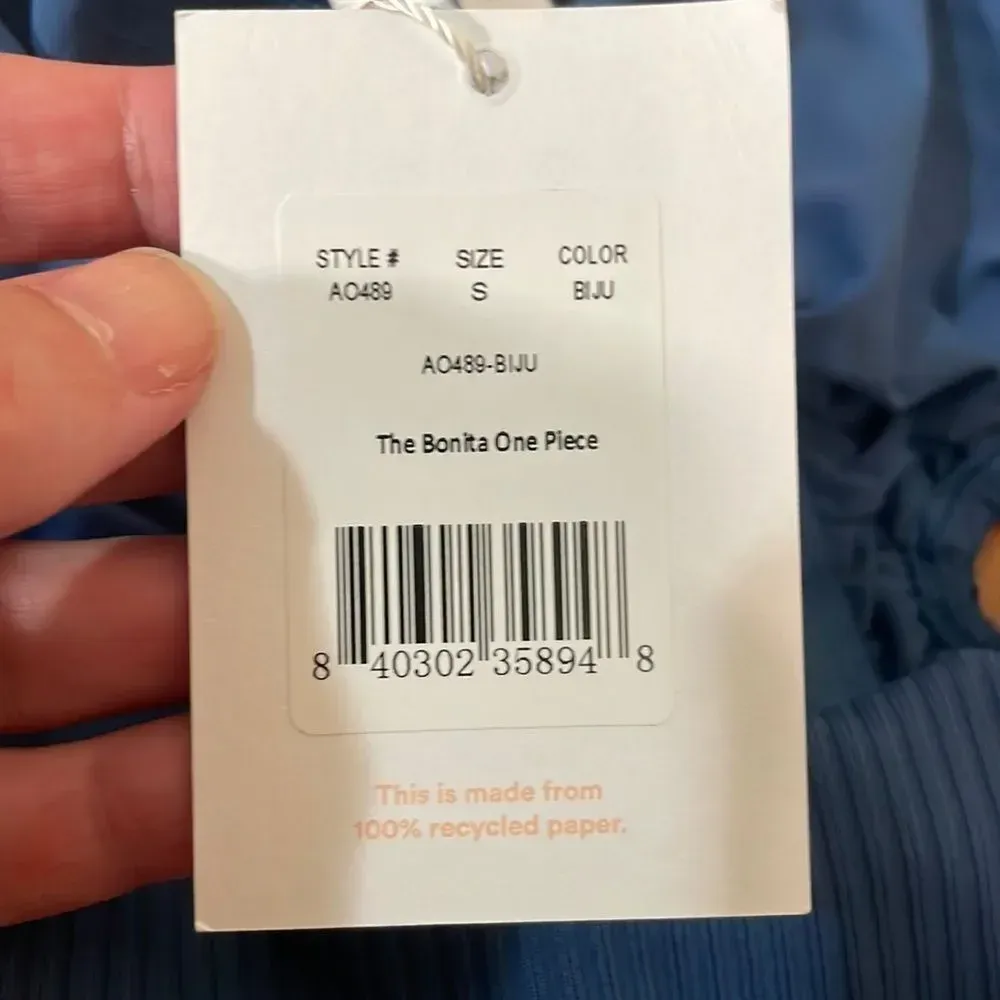 STYLE # SIZE COLOR
AO489 S BIJU
AO489-BIJU
The Bonita One Piece
8 40302 35894 8
This is made from
100% recycled paper.